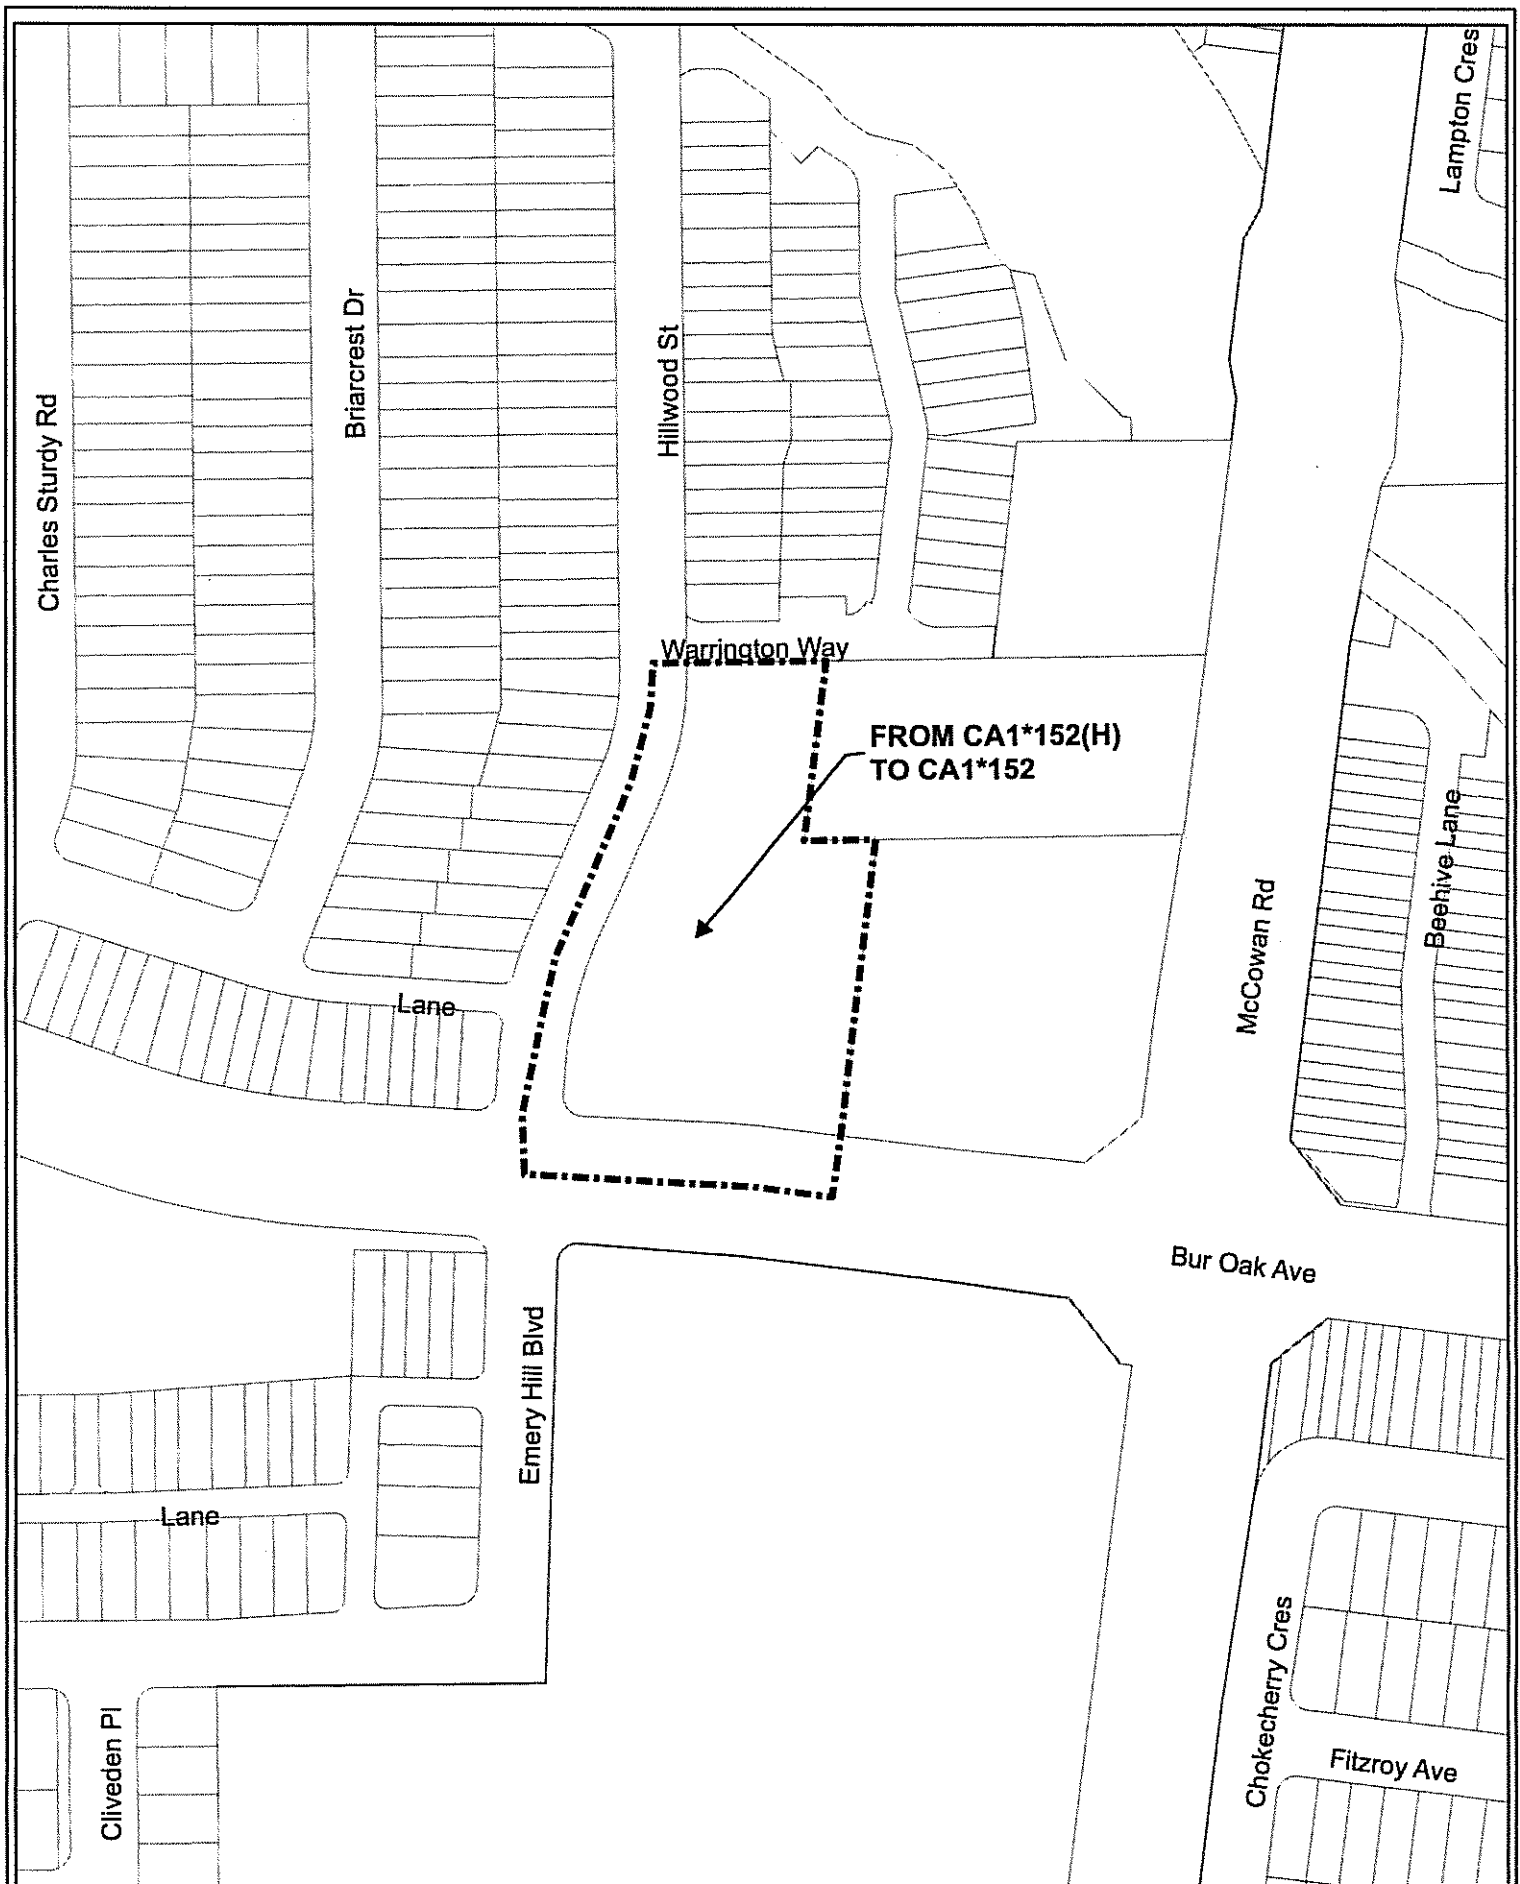 Lampton Cres
Briarcrest Dr
Hillwood St
Charles Sturdy Rd
Warrington Way
FROM CA1*152(H)
TO CA1*152
Beehive Lane
McCowan Rd
Lane
Bur Oak Ave
Emery Hill Blvd
Lane
Chokecherry Cres
Cliveden Pl
Fitzroy Ave